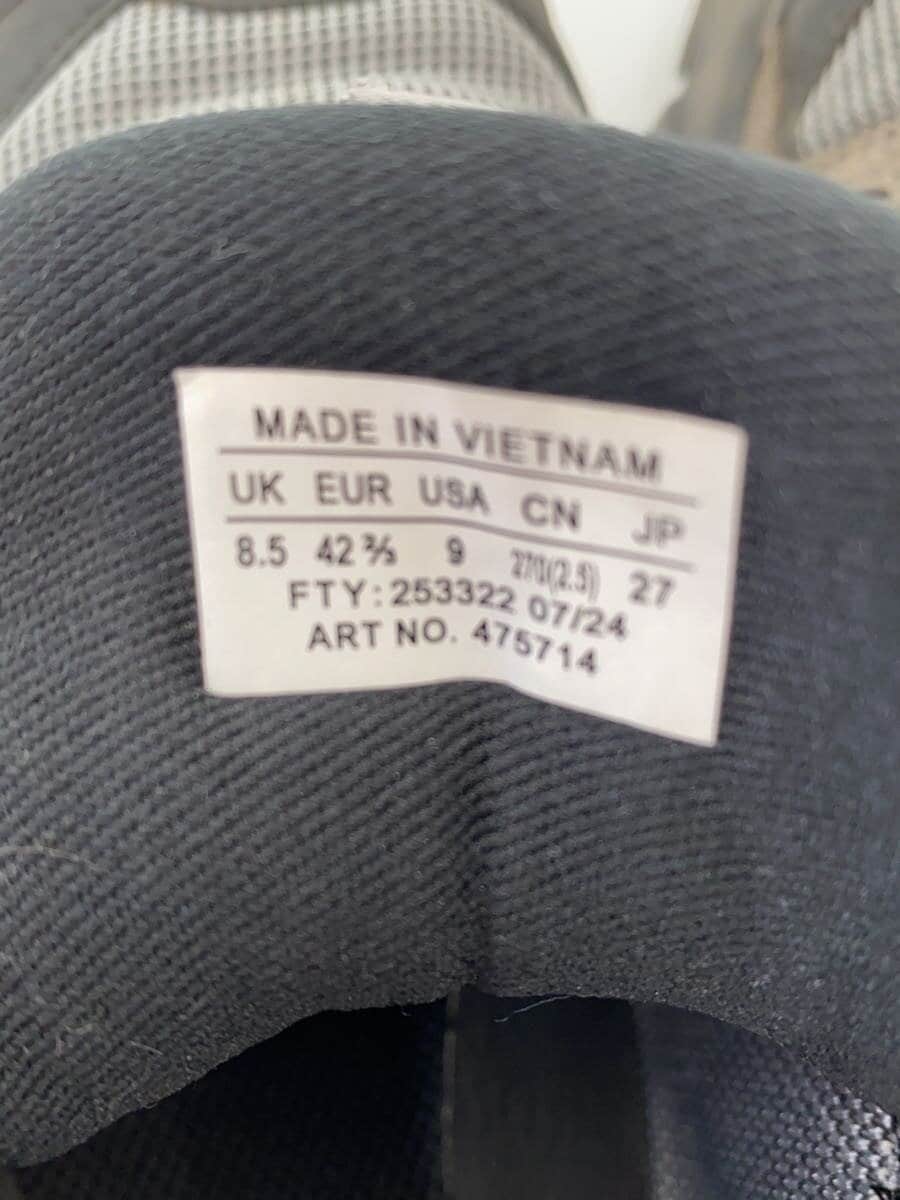 MADE IN VIETNAM
UK EUR USA CN JP
8.5 42 ⅔ 9 270(2.5) 27
FTY: 253322 07/24
ART NO. 475714